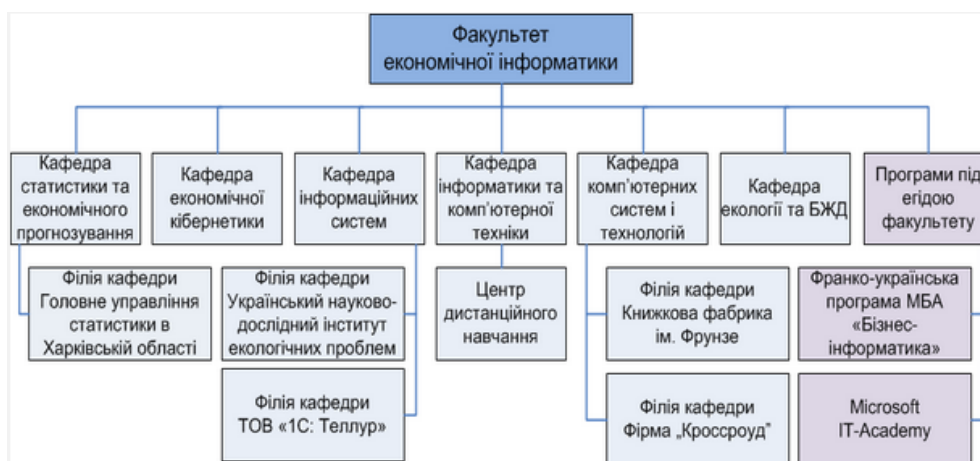 Факультет
економічної інформатики
Кафедра
статистики та
економічного
прогнозування
Кафедра
економічної
кібернетики
Кафедра
інформаційних
систем
Кафедра
інформатики та
комп'ютерної
техніки
Кафедра
комп'ютерних
систем і
технологій
Кафедра
екології та БЖД
Програми під
егідою
факультету
Філія кафедри
Головне управління
статистики в
Харківській області
Філія кафедри
Український науково-
дослідний інститут
екологічних проблем
Центр
дистанційного
навчання
Філія кафедри
Книжкова фабрика
ім. Фрунзе
Франко-українська
програма МБА
«Бізнес-
інформатика»
Філія кафедри
ТОВ «1С: Теллур»
Філія кафедри
Фірма „Кроссроуд”
Microsoft
IT-Academy